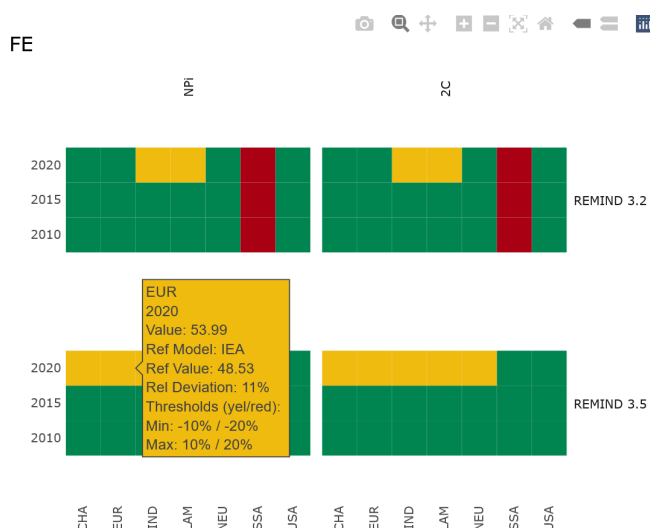 FE
NPi
2C
2020
2015
2010
REMIND 3.2
EUR
2020
Value: 53.99
Ref Model: IEA
Ref Value: 48.53
Rel Deviation: 11%
Thresholds (yel/red):
Min: -10% / -20%
Max: 10% / 20%
2020
2015
2010
REMIND 3.5
CHA
EUR
IND
LAM
NEU
SSA
USA
CHA
EUR
IND
LAM
NEU
SSA
USA